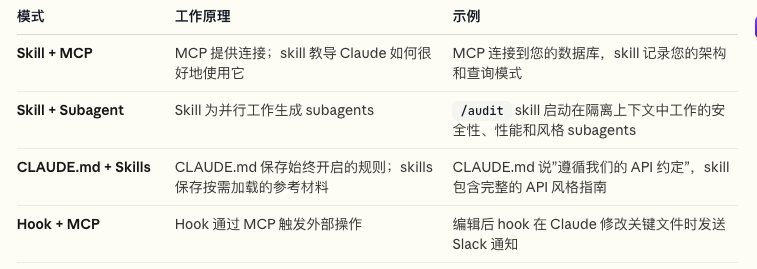 模式 工作原理 示例
Skill + MCP MCP 提供连接；skill 教导 Claude 如何很 MCP 连接到您的数据库，skill 记录您的架构
好地使用它 和查询模式
Skill + Subagent Skill 为并行工作生成 subagents /audit skill 启动在隔离上下文中工作的安
全性、性能和风格 subagents
CLAUDE.md + Skills CLAUDE.md 保存始终开启的规则；skills CLAUDE.md 说”遵循我们的 API 约定”，skill
保存按需加载的参考材料 包含完整的 API 风格指南
Hook + MCP Hook 通过 MCP 触发外部操作 编辑后 hook 在 Claude 修改关键文件时发送
Slack 通知